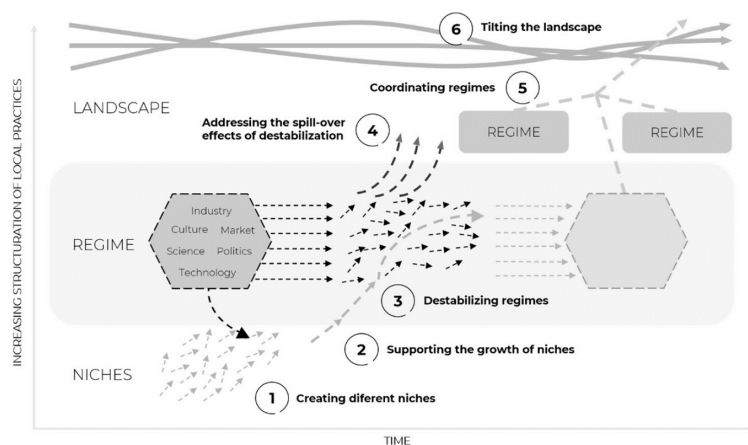 6 Tilting the landscape
Coordinating regimes 5
LANDSCAPE
Addressing the spill-over
effects of destabilization 4
REGIME
REGIME
REGIME
Industry
Culture Market
Science Politics
Technology
3 Destabilizing regimes
2 Supporting the growth of niches
NICHES
1 Creating diferent niches
INCREASING STRUCTURATION OF LOCAL PRACTICES
TIME